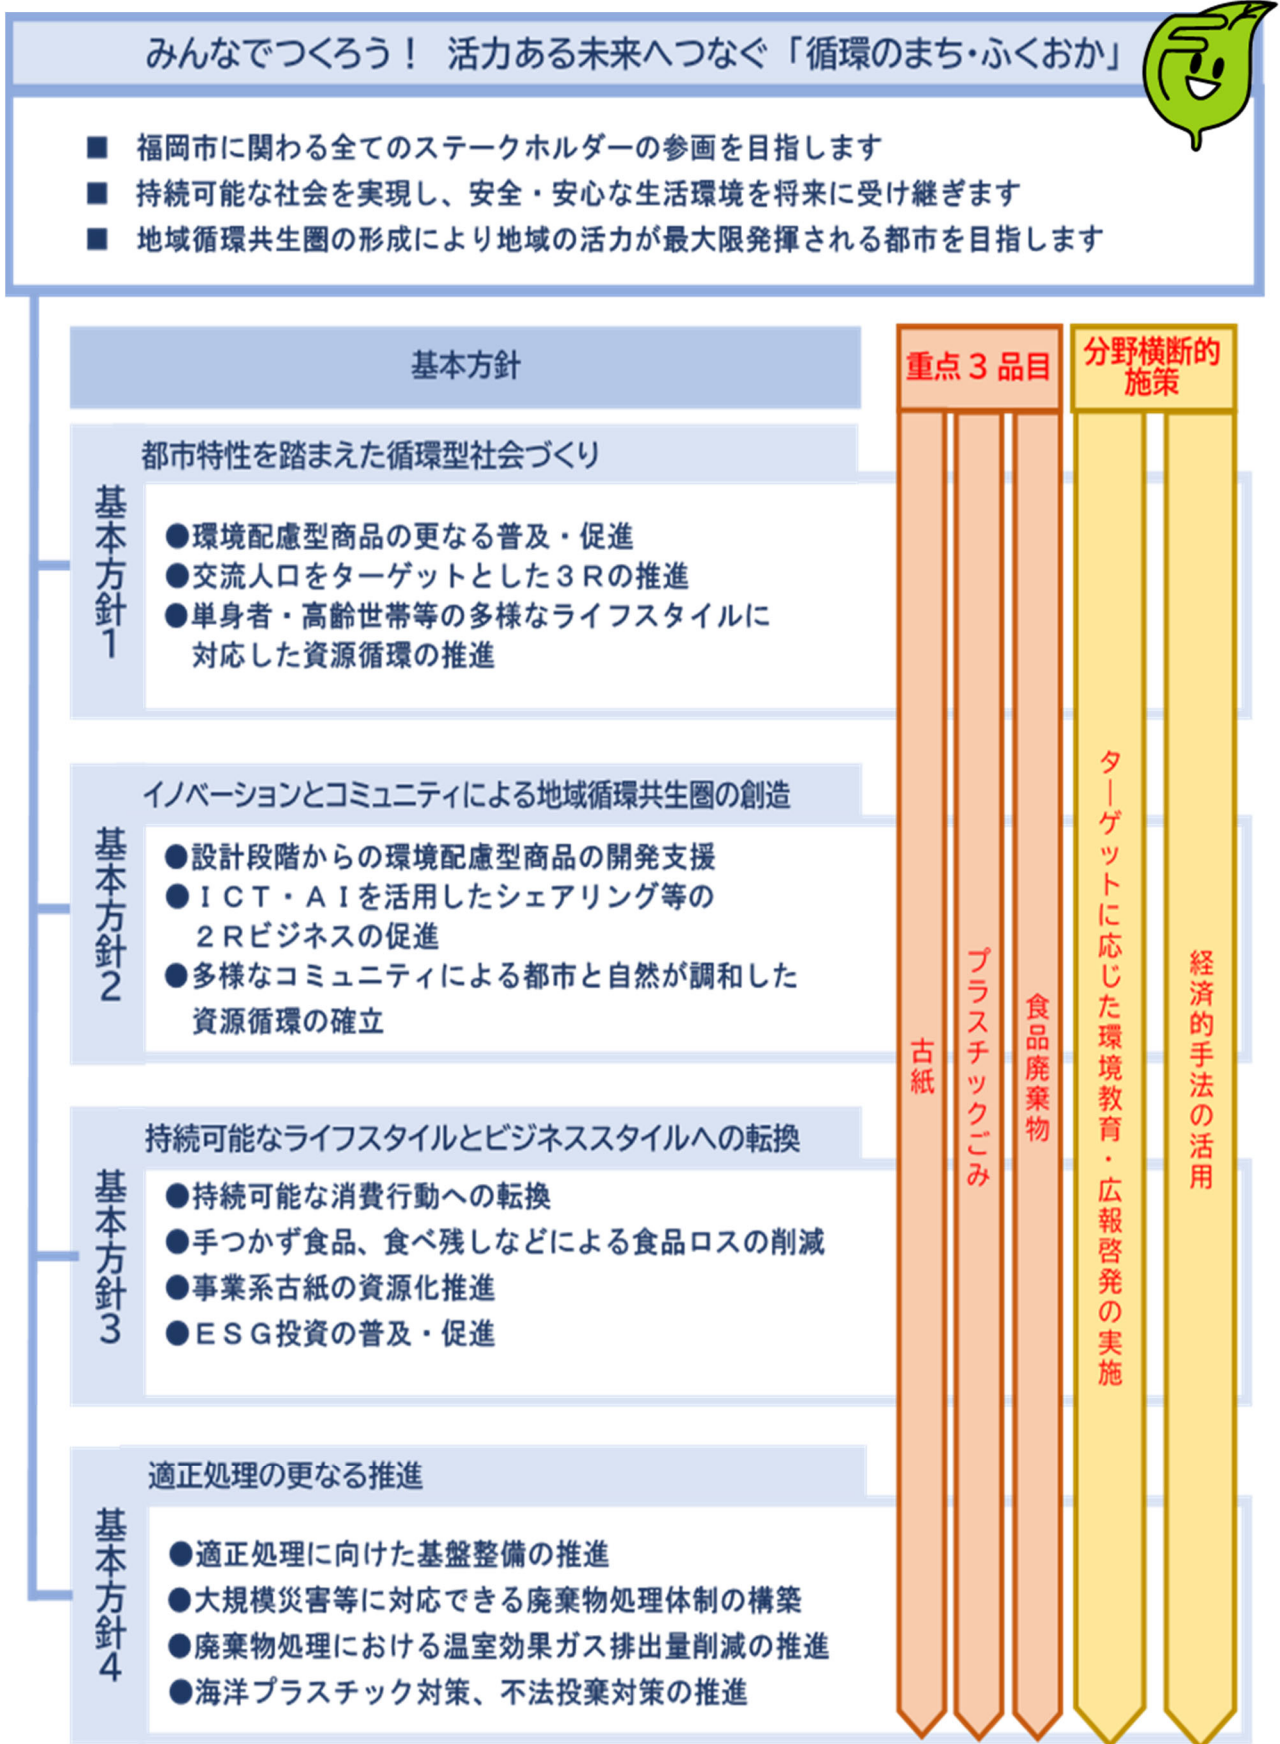 みんなでつくろう！ 活力ある未来へつなぐ「循環のまち・ふくおか」
■ 福岡市に関わる全てのステークホルダーの参画を目指します
■ 持続可能な社会を実現し、安全・安心な生活環境を将来に受け継ぎます
■ 地域循環共生圏の形成により地域の活力が最大限発揮される都市を目指します
基本方針
重点３品目
分野横断的
施策
基本方針１
都市特性を踏まえた循環型社会づくり
●環境配慮型商品の更なる普及・促進
●交流人口をターゲットとした３Ｒの推進
●単身者・高齢世帯等の多様なライフスタイルに
対応した資源循環の推進
基本方針２
イノベーションとコミュニティによる地域循環共生圏の創造
●設計段階からの環境配慮型商品の開発支援
●ＩＣＴ・ＡＩを活用したシェアリング等の
２Ｒビジネスの促進
●多様なコミュニティによる都市と自然が調和した
資源循環の確立
基本方針３
持続可能なライフスタイルとビジネススタイルへの転換
●持続可能な消費行動への転換
●手つかず食品、食べ残しなどによる食品ロスの削減
●事業系古紙の資源化推進
●ＥＳＧ投資の普及・促進
基本方針４
適正処理の更なる推進
●適正処理に向けた基盤整備の推進
●大規模災害等に対応できる廃棄物処理体制の構築
●廃棄物処理における温室効果ガス排出量削減の推進
●海洋プラスチック対策、不法投棄対策の推進
古紙
プラスチックごみ
食品廃棄物
ターゲットに応じた環境教育・広報啓発の実施
経済的手法の活用